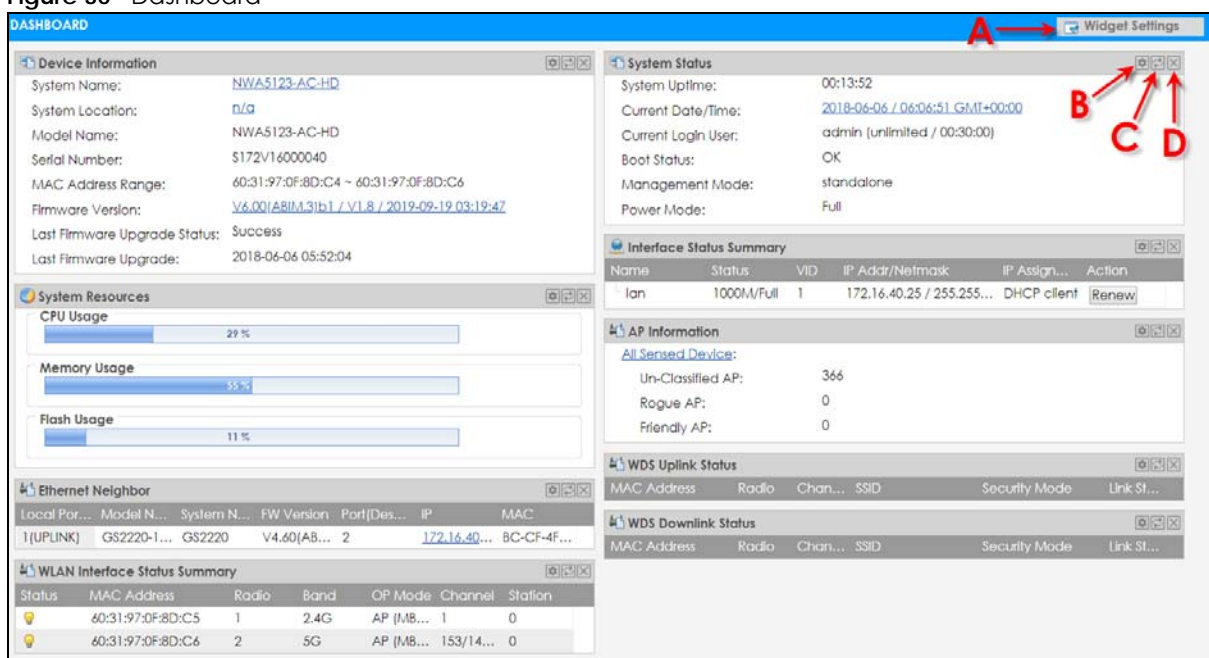 Figure 30 Dashboard
DASHBOARD
A
Widget Settings
Device Information
System Name: NWA5123-AC-HD
System Location: n/a
Model Name: NWA5123-AC-HD
Serial Number: S172V16000040
MAC Address Range: 60:31:97:0F:8D:C4 ~ 60:31:97:0F:8D:C6
Firmware Version: V6.00(ABIM.3)b1 / V1.8 / 2019-09-19 03:19:47
Last Firmware Upgrade Status: Success
Last Firmware Upgrade: 2018-06-06 05:52:04
System Resources
CPU Usage
29 %
Memory Usage
55 %
Flash Usage
11 %
Ethernet Neighbor
Local Por... Model N... System N... FW Version Port(Des... IP MAC
1(UPLINK) GS2220-1... GS2220 V4.60(AB... 2 172.16.40... BC-CF-4F...
WLAN Interface Status Summary
Status MAC Address Radio Band OP Mode Channel Station
60:31:97:0F:8D:C5 1 2.4G AP (MB... 1 0
60:31:97:0F:8D:C6 2 5G AP (MB... 153/14... 0
System Status
System Uptime: 00:13:52
Current Date/Time: 2018-06-06 / 06:06:51 GMT+00:00
Current Login User: admin (unlimited / 00:30:00)
Boot Status: OK
Management Mode: standalone
Power Mode: Full
B
C
D
Interface Status Summary
Name Status VID IP Addr/Netmask IP Assign... Action
lan 1000M/Full 1 172.16.40.25 / 255.255... DHCP client Renew
AP Information
All Sensed Device:
Un-Classified AP: 366
Rogue AP: 0
Friendly AP: 0
WDS Uplink Status
MAC Address Radio Chan... SSID Security Mode Link St...
WDS Downlink Status
MAC Address Radio Chan... SSID Security Mode Link St...